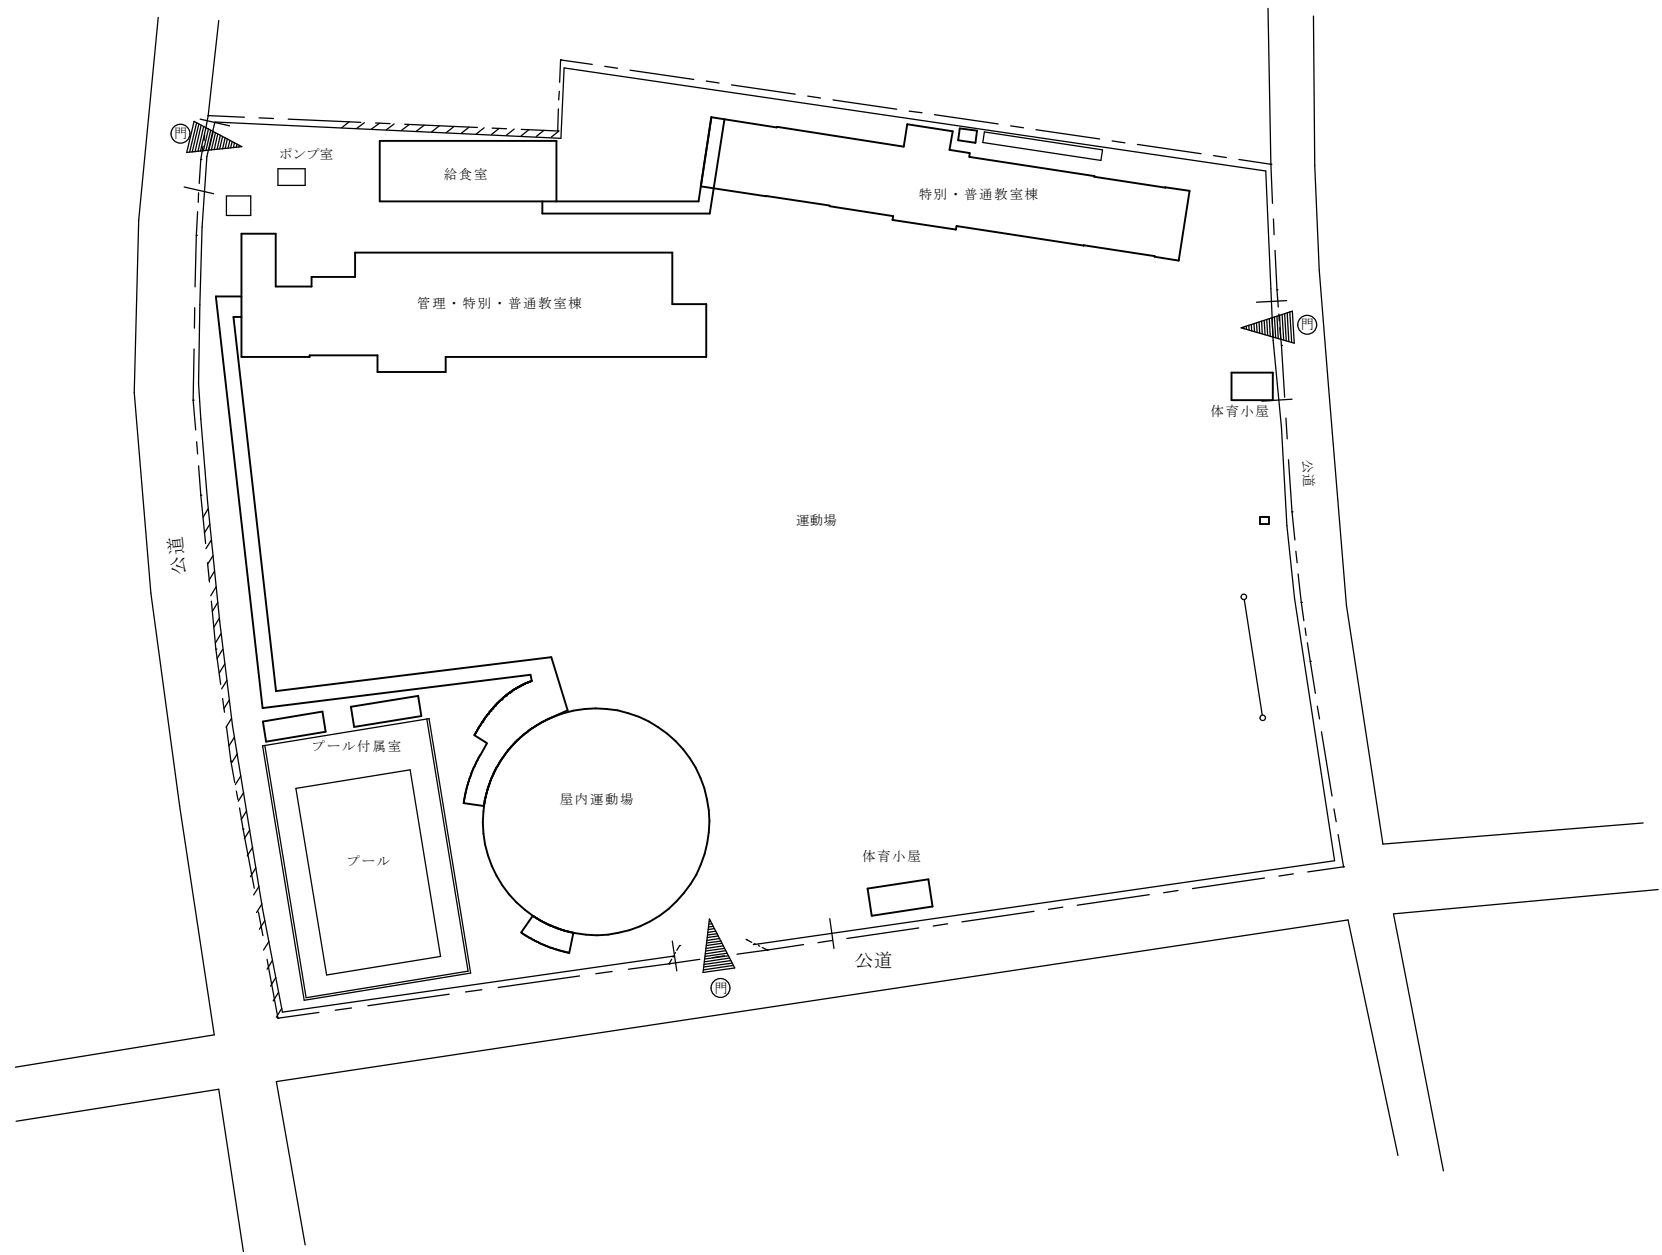 門
ポンプ室
給食室
特別・普通教室棟
管理・特別・普通教室棟
門
体育小屋
公道
運動場
公道
プール付属室
屋内運動場
プール
体育小屋
公道
門